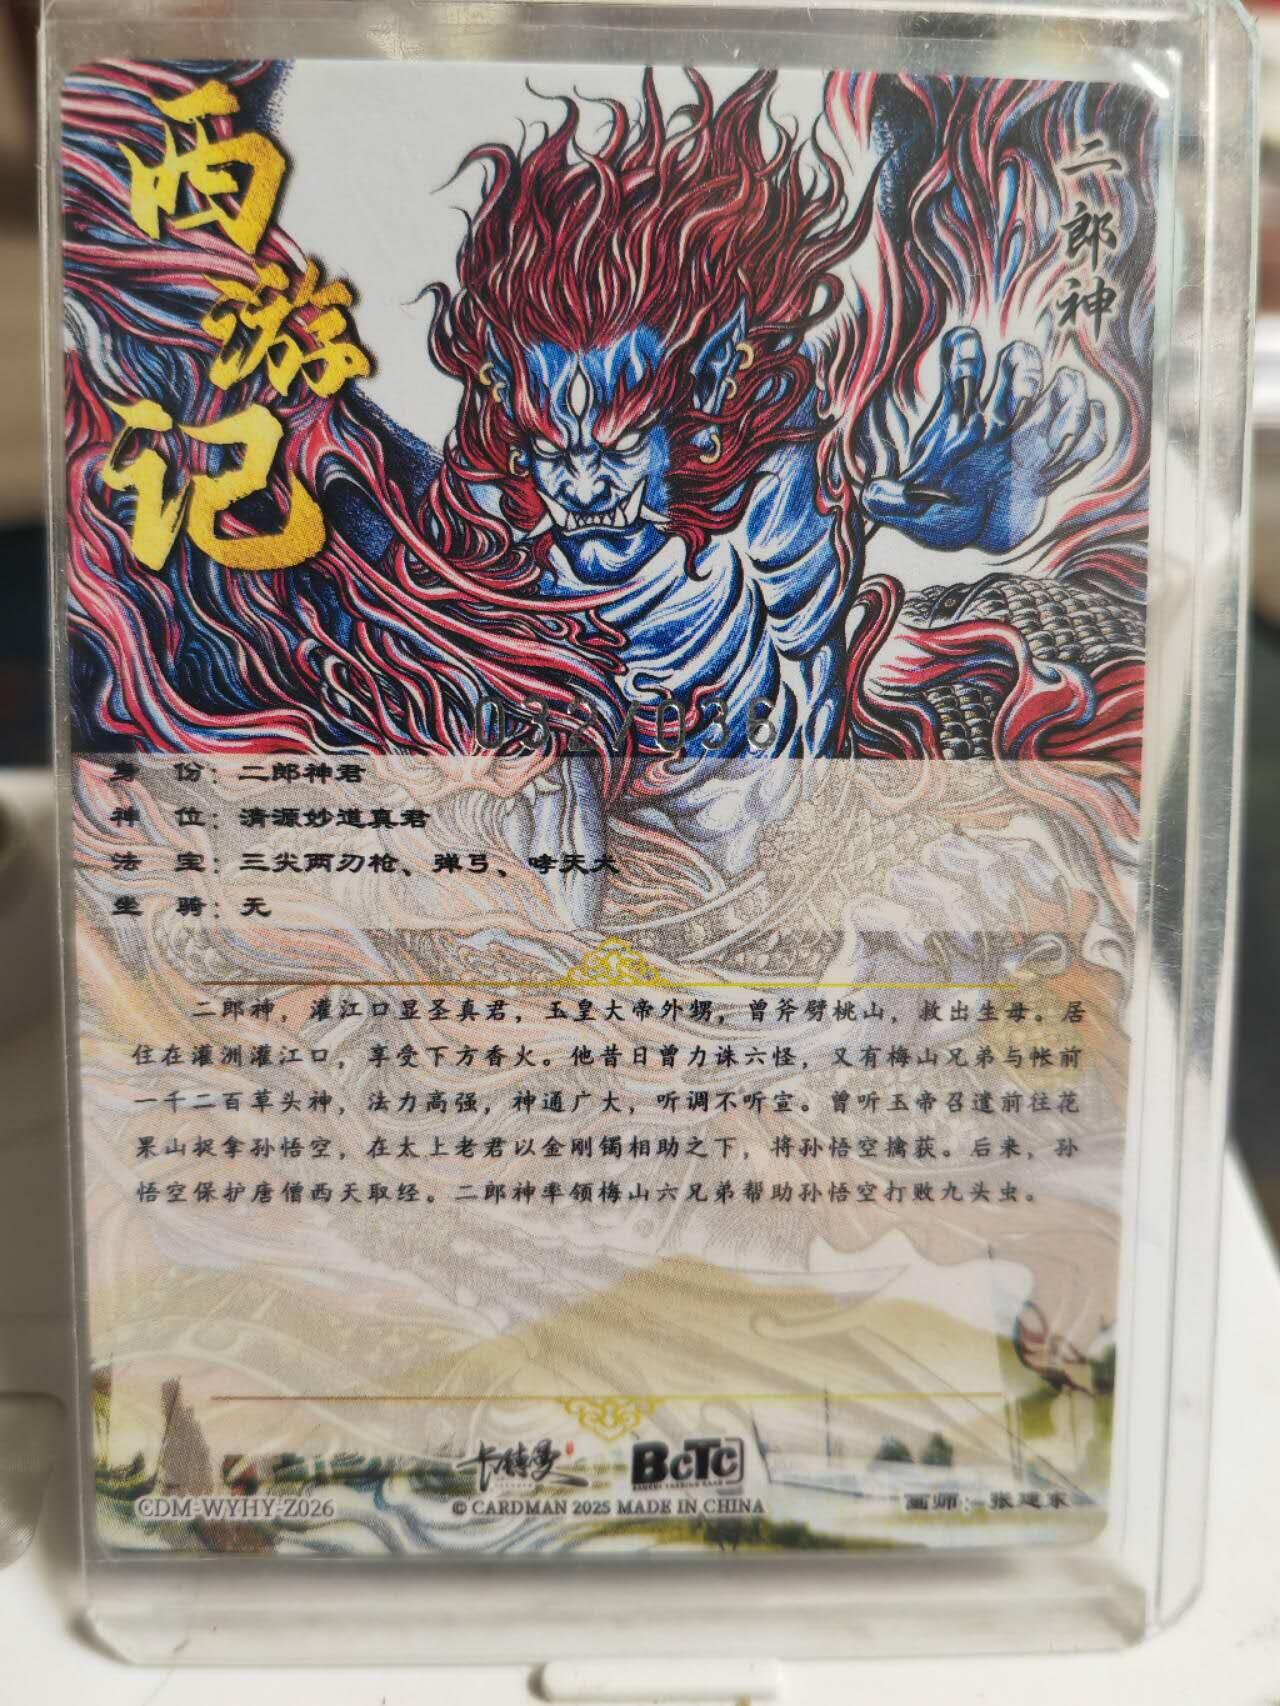 西游记
二郎神
032/036
身 份：二郎神君
神 位：清源妙道真君
法 宝：三尖两刃枪、弹弓、哮天犬
坐 骑：无
二郎神，灌江口显圣真君，玉皇大帝外甥，曾斧劈桃山，救出生母。居
住在灌洲灌江口，享受下方香火。他昔日曾力诛六怪，又有梅山兄弟与帐前
一千二百草头神，法力高强，神通广大，听调不听宣。曾听玉帝召遣前往花
果山捉拿孙悟空，在太上老君以金刚镯相助之下，将孙悟空擒获。后来，孙
悟空保护唐僧西天取经。二郎神率领梅山六兄弟帮助孙悟空打败九头虫。
卡特曼 BCTC
CDM-WYHY-Z026
© CARDMAN 2025 MADE IN CHINA
画师：张建东